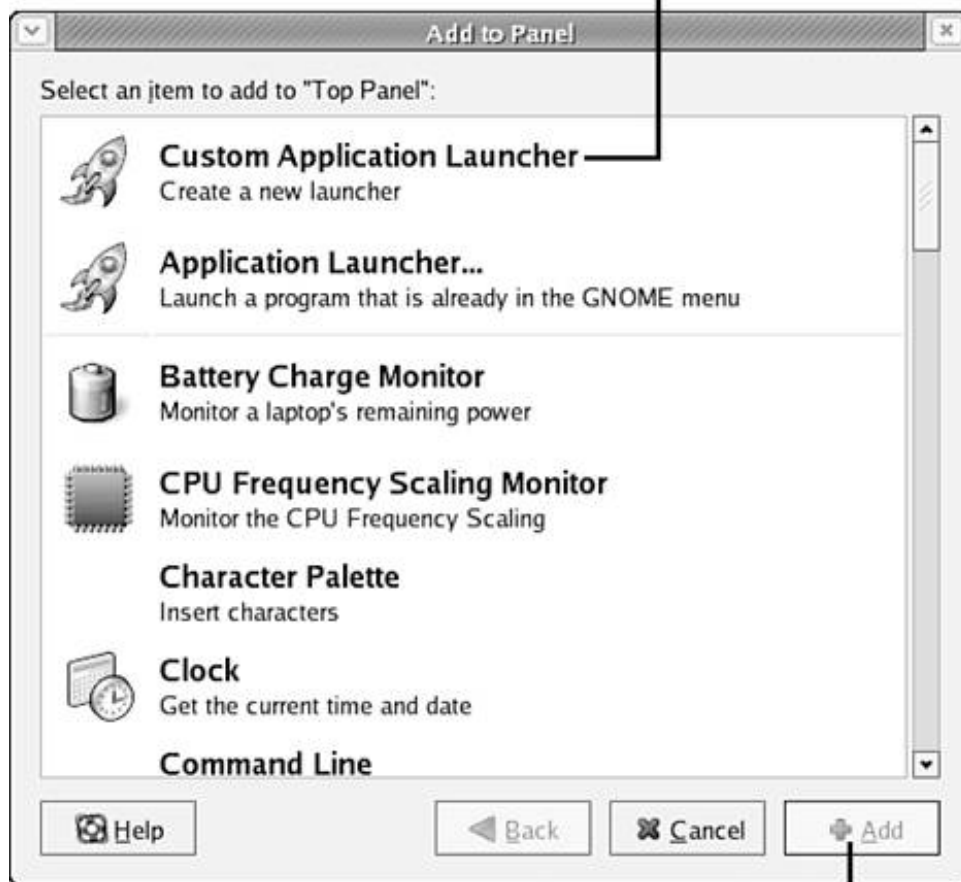 Add to Panel
Select an item to add to "Top Panel":
Custom Application Launcher
Create a new launcher
Application Launcher...
Launch a program that is already in the GNOME menu
Battery Charge Monitor
Monitor a laptop's remaining power
CPU Frequency Scaling Monitor
Monitor the CPU Frequency Scaling
Character Palette
Insert characters
Clock
Get the current time and date
Command Line
Help
Back
Cancel
Add